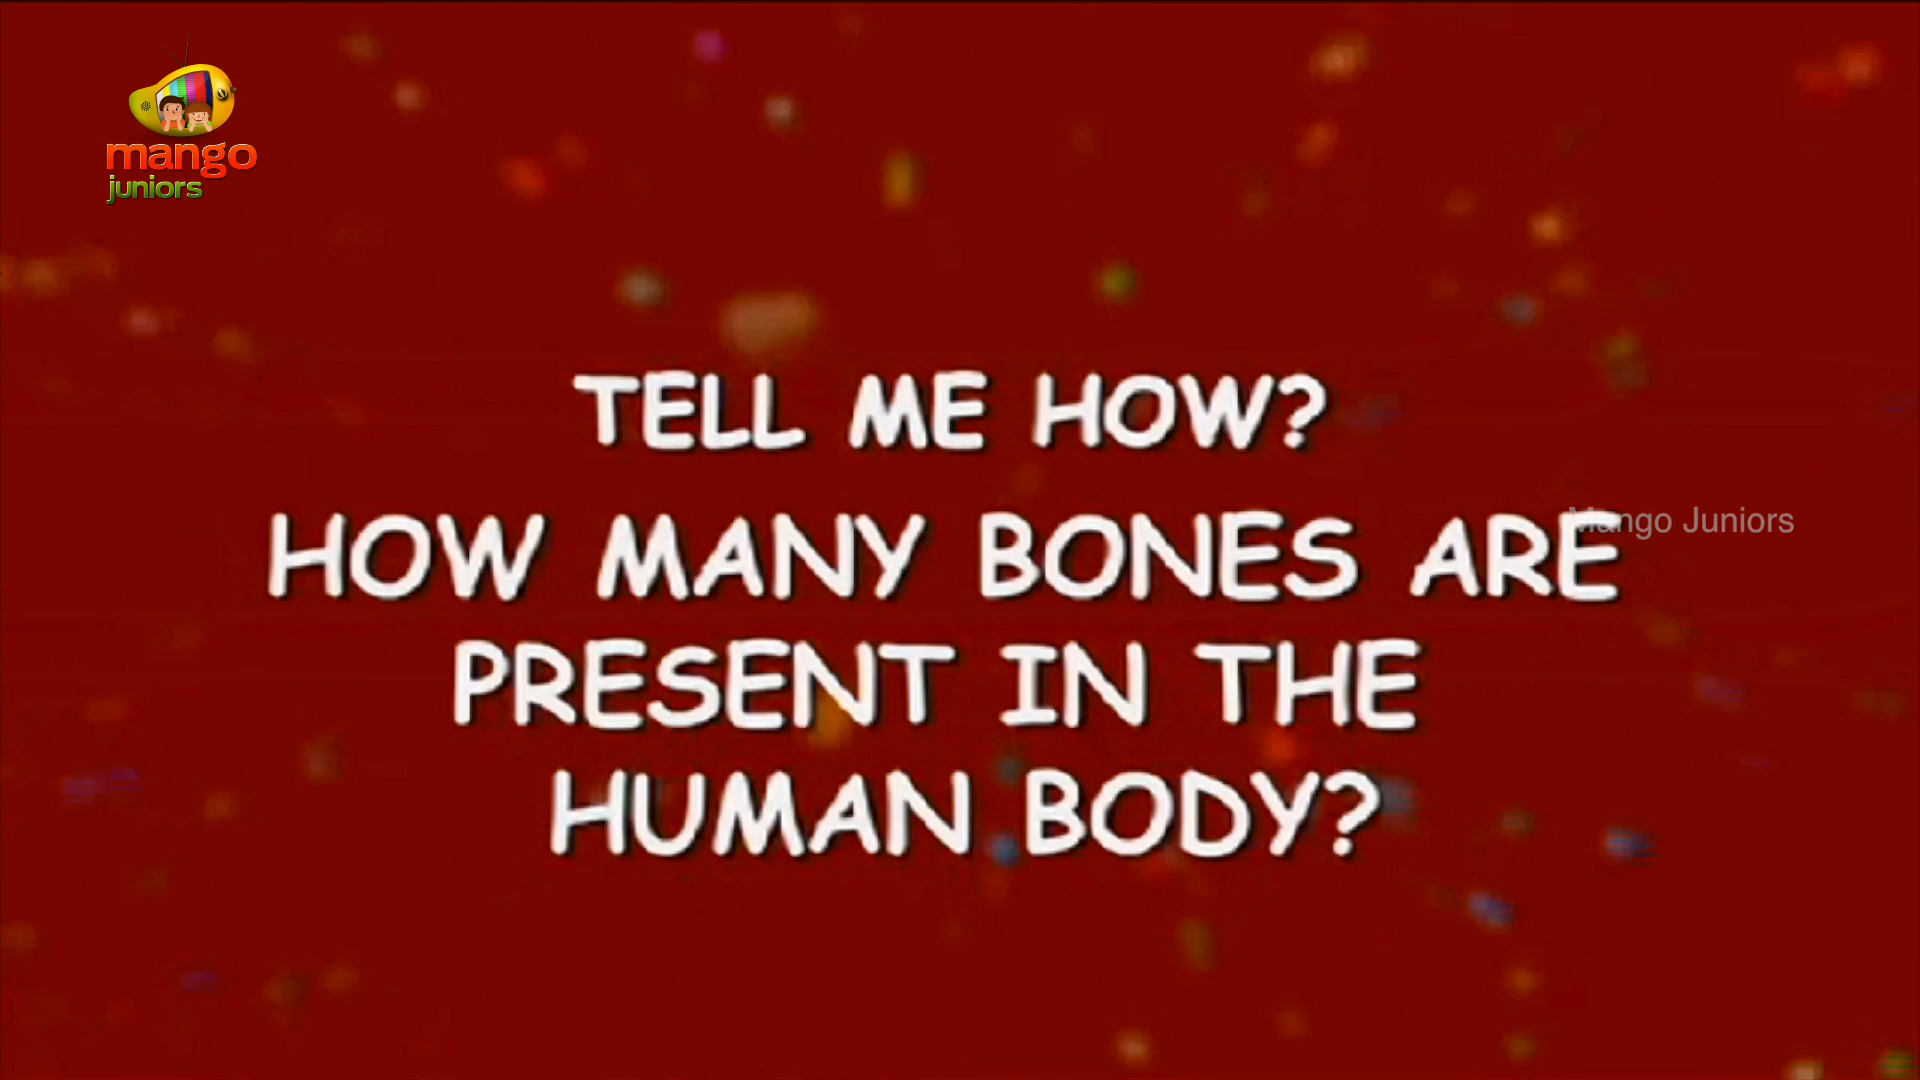 mango
juniors
TELL ME HOW?
Mango Juniors
HOW MANY BONES ARE
PRESENT IN THE
HUMAN BODY?